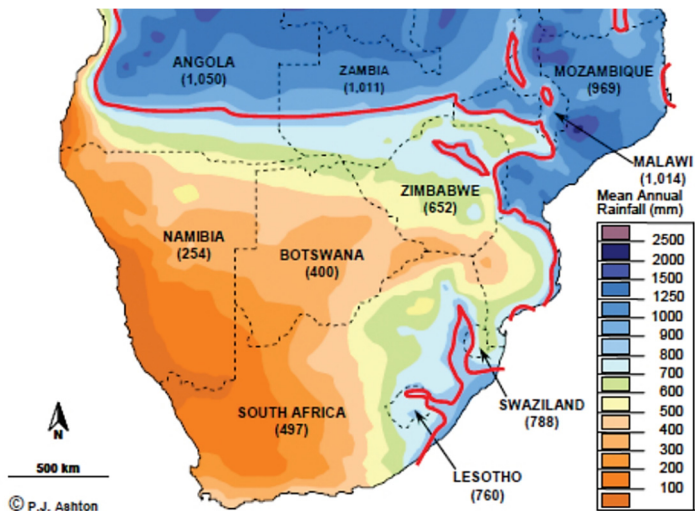 ANGOLA
(1,050)
ZAMBIA
(1,011)
MOZAMBIQUE
(969)
MALAWI
(1,014)
ZIMBABWE
(652)
NAMIBIA
(254)
BOTSWANA
(400)
SOUTH AFRICA
(497)
SWAZILAND
(788)
LESOTHO
(760)
Mean Annual
Rainfall (mm)
2500
2000
1500
1250
1000
900
800
700
600
500
400
300
200
100
N
500 km
© P.J. Ashton